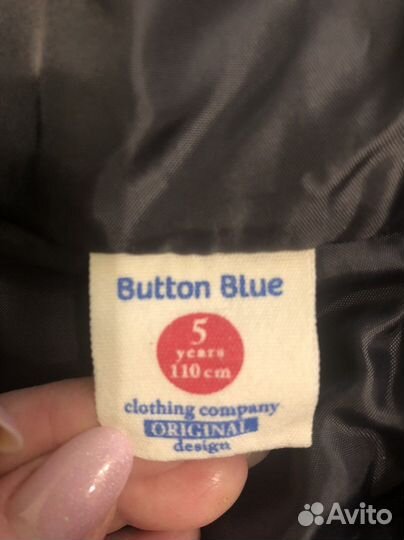 Button Blue
5
years
110 cm
clothing company
ORIGINAL
design
Avito